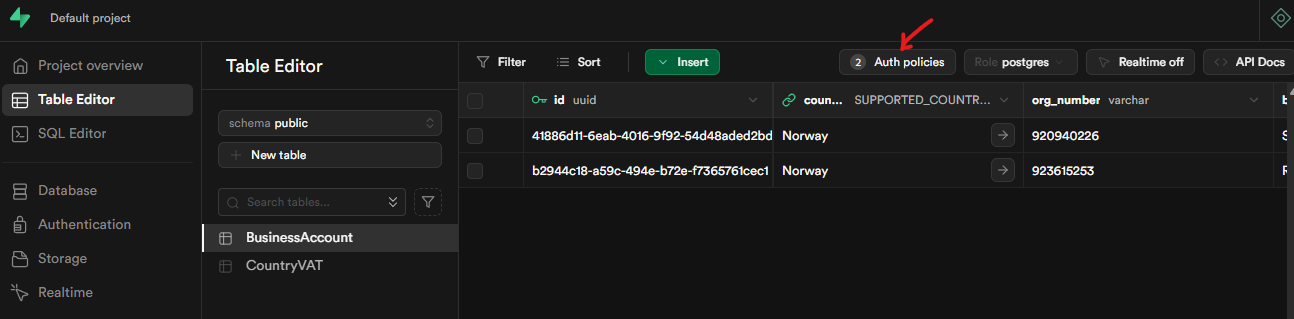 Default project
Project overview
Table Editor
SQL Editor
Database
Authentication
Storage
Realtime
Table Editor
schema public
New table
Search tables...
BusinessAccount
CountryVAT
Filter Sort Insert 2 Auth policies Role postgres Realtime off API Docs
id uuid coun... SUPPORTED_COUNTR... org_number varchar b
41886d11-6eab-4016-9f92-54d48aded2bd Norway 920940226 S
b2944c18-a59c-494e-b72e-f7365761cec1 Norway 923615253